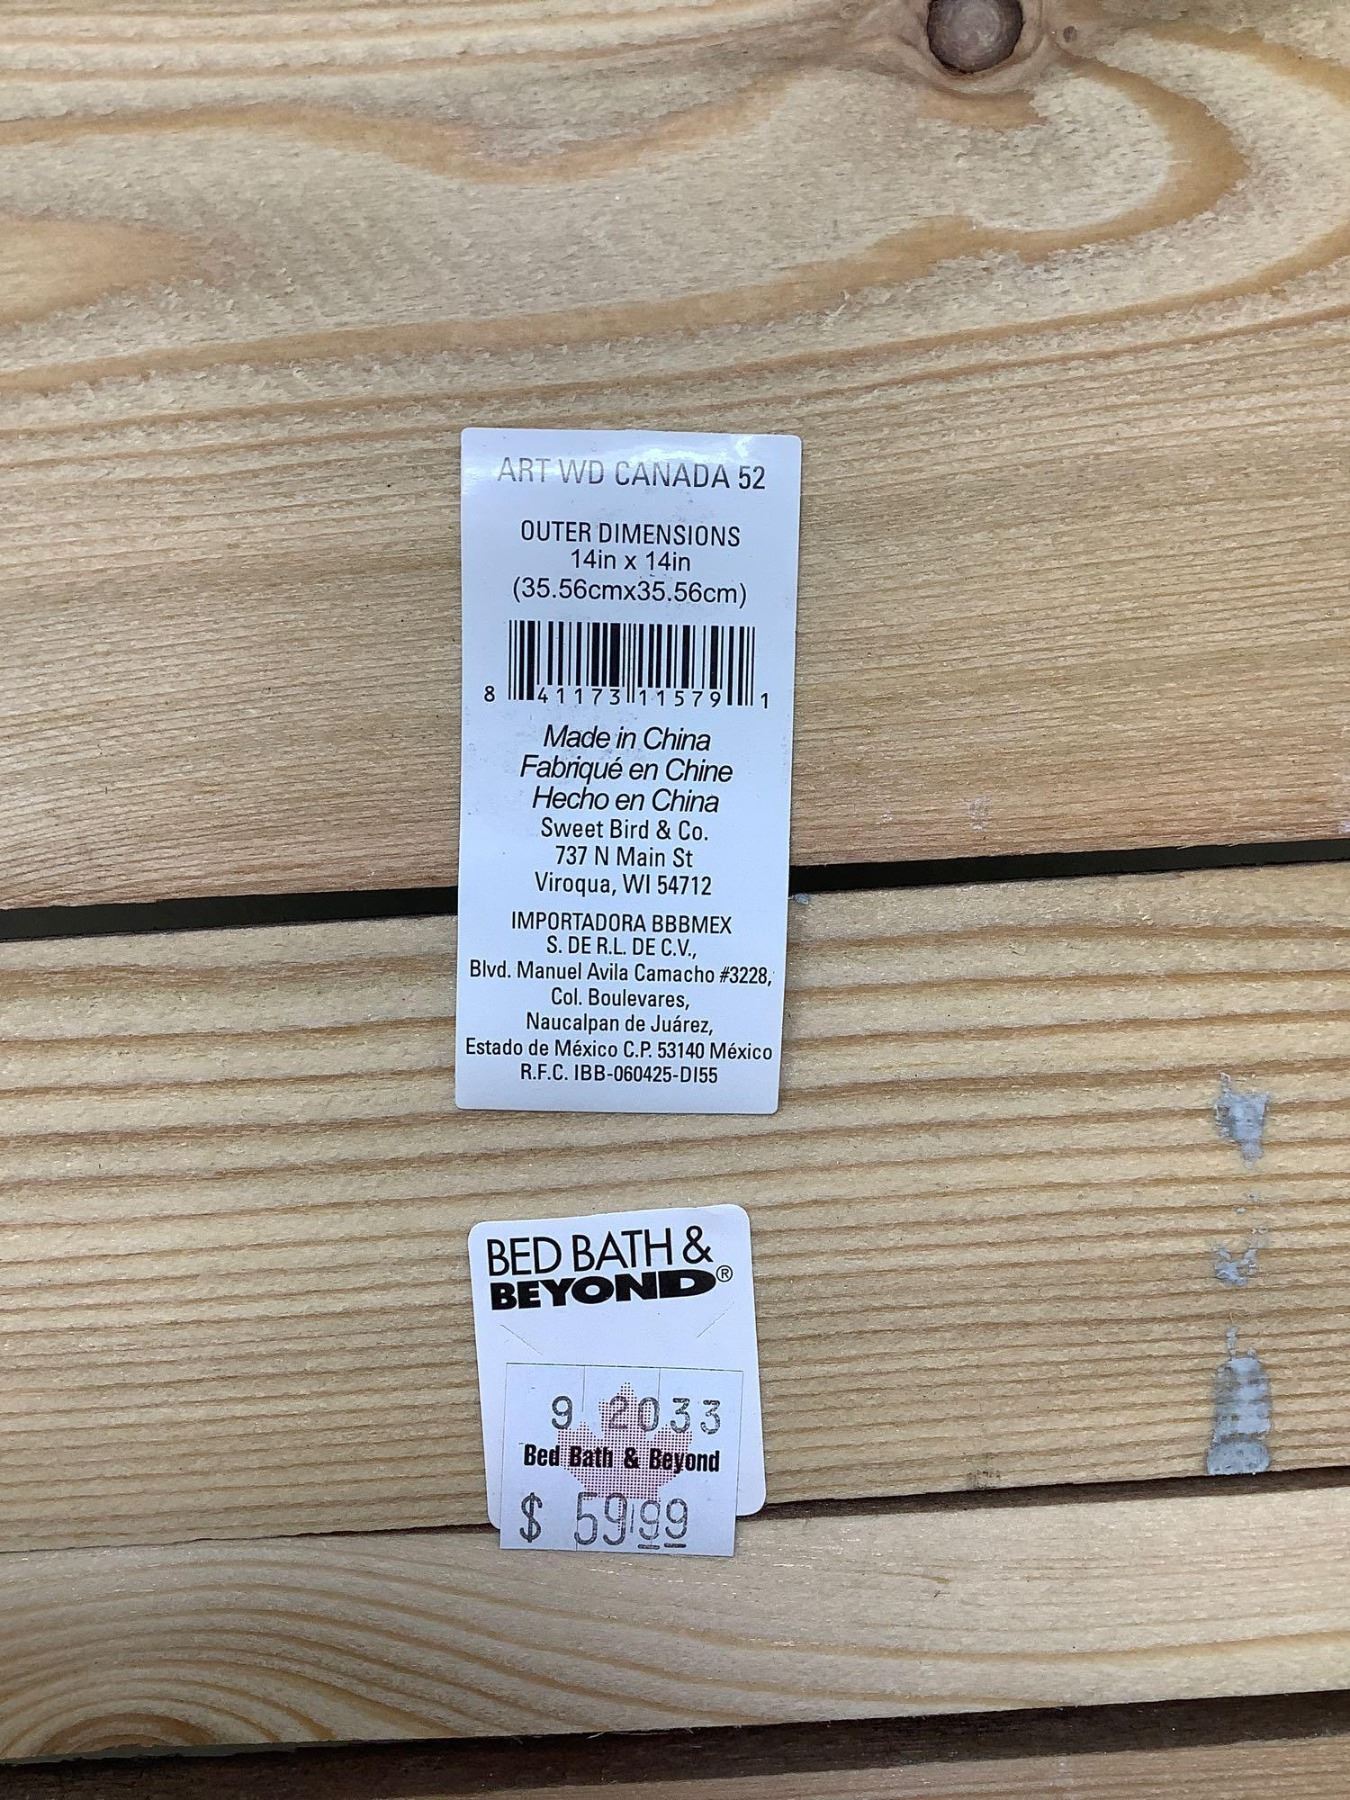 ART WD CANADA 52
OUTER DIMENSIONS
14in x 14in
(35.56cmx35.56cm)
8 41173 11579 1
Made in China
Fabriqué en Chine
Hecho en China
Sweet Bird & Co.
737 N Main St
Viroqua, WI 54712
IMPORTADORA BBBMEX
S. DE R.L. DE C.V.,
Blvd. Manuel Avila Camacho #3228,
Col. Boulevares,
Naucalpan de Juárez,
Estado de México C.P. 53140 México
R.F.C. IBB-060425-DI55
BED BATH &
BEYOND®
9 2033
Bed Bath & Beyond
$ 59.99